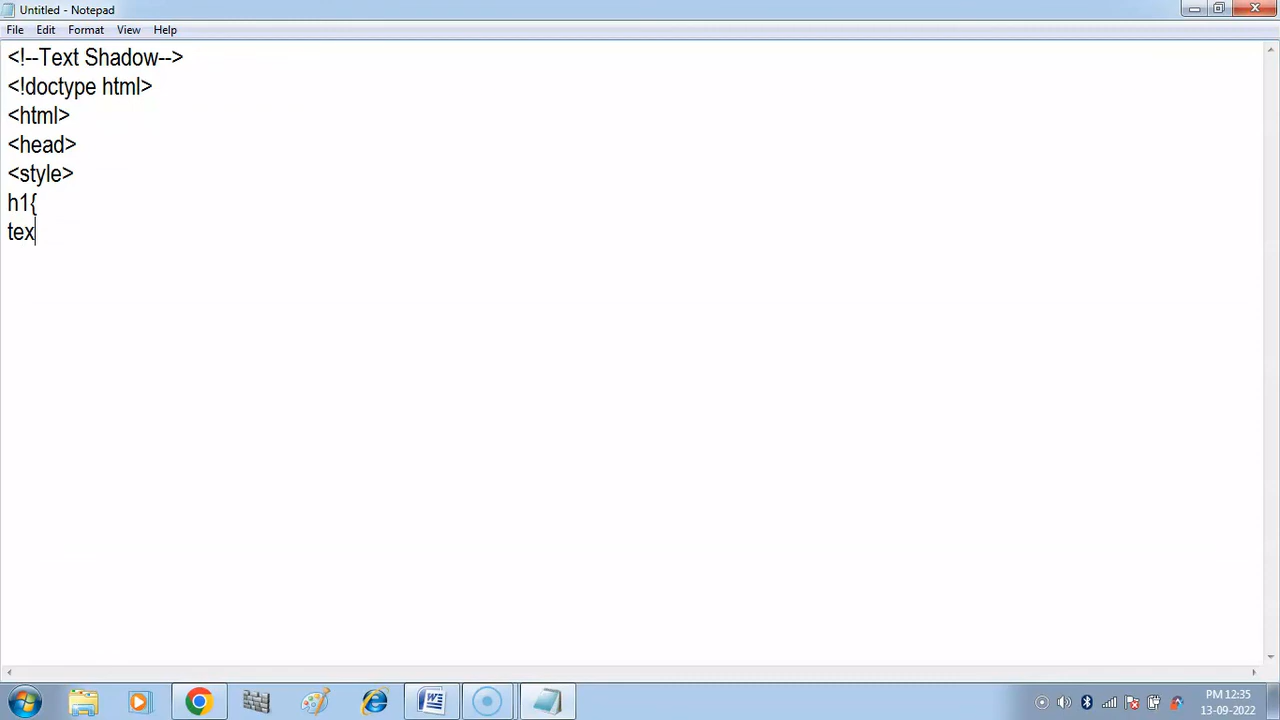 Untitled - Notepad
File Edit Format View Help
<!--Text Shadow-->
<!doctype html>
<html>
<head>
<style>
h1{
tex
PM 12:35
13-09-2022